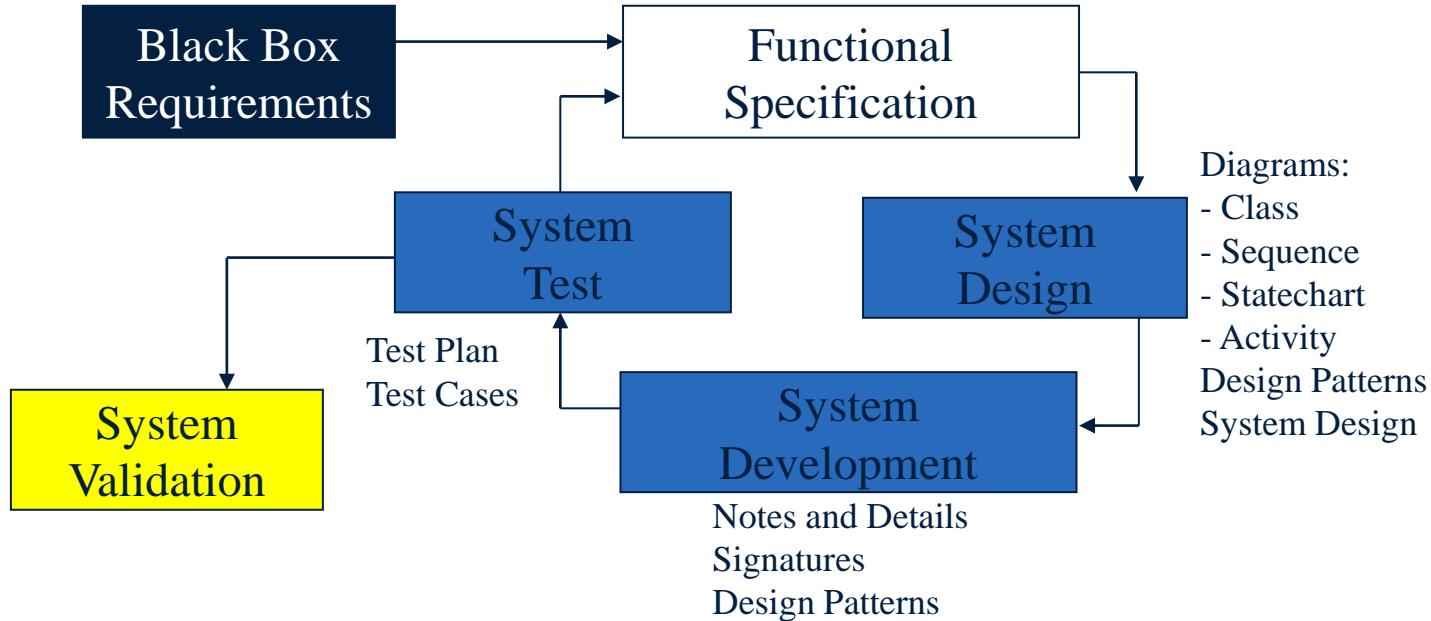 Black Box
Requirements
Functional
Specification
System
Test
System
Design
Diagrams:
- Class
- Sequence
- Statechart
- Activity
Design Patterns
System Design
Test Plan
Test Cases
System
Validation
System
Development
Notes and Details
Signatures
Design Patterns